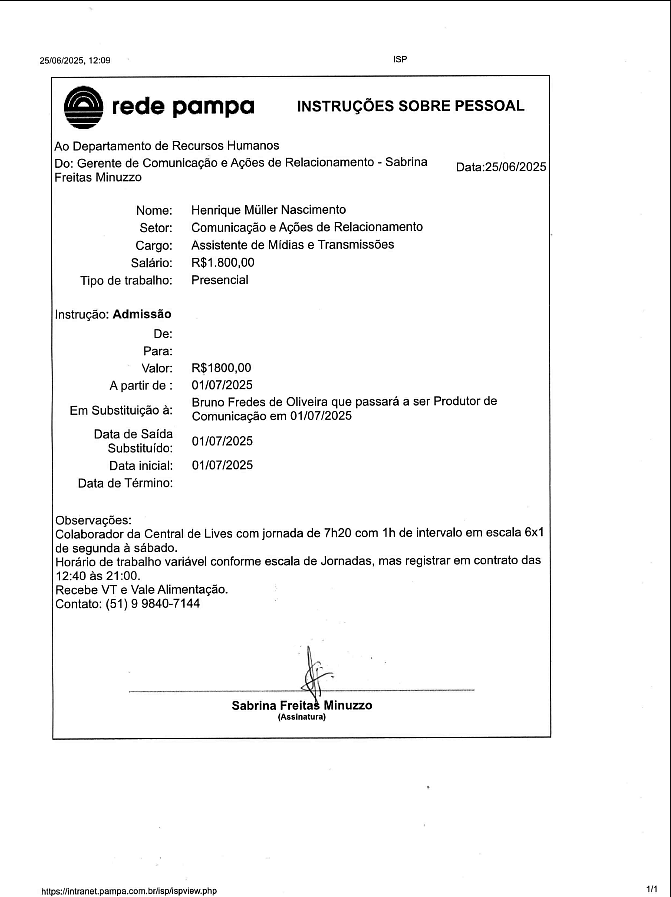 25/06/2025, 12:09
ISP
rede pampa
INSTRUÇÕES SOBRE PESSOAL
Ao Departamento de Recursos Humanos
Do: Gerente de Comunicação e Ações de Relacionamento - Sabrina
Freitas Minuzzo
Data:25/06/2025
Nome: Henrique Müller Nascimento
Setor: Comunicação e Ações de Relacionamento
Cargo: Assistente de Mídias e Transmissões
Salário: R$1.800,00
Tipo de trabalho: Presencial
Instrução: Admissão
De:
Para:
Valor: R$1800,00
A partir de : 01/07/2025
Em Substituição à: Bruno Fredes de Oliveira que passará a ser Produtor de
Comunicação em 01/07/2025
Data de Saída
Substituído: 01/07/2025
Data inicial: 01/07/2025
Data de Término:
Observações:
Colaborador da Central de Lives com jornada de 7h20 com 1h de intervalo em escala 6x1
de segunda à sábado.
Horário de trabalho variável conforme escala de Jornadas, mas registrar em contrato das
12:40 às 21:00.
Recebe VT e Vale Alimentação.
Contato: (51) 9 9840-7144
Sabrina Freitas Minuzzo
(Assinatura)
https://intranet.pampa.com.br/isp/ispview.php
1/1